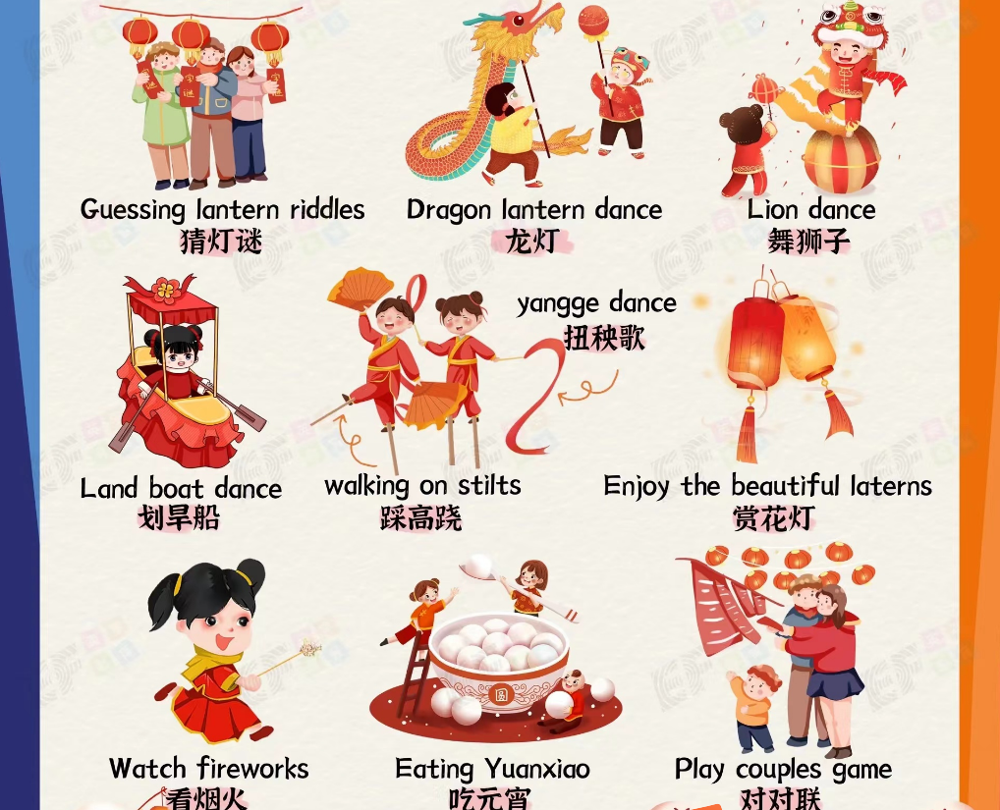 Guessing lantern riddles
猜灯谜
Dragon lantern dance
龙灯
Lion dance
舞狮子
yangge dance
扭秧歌
Land boat dance
划旱船
walking on stilts
踩高跷
Enjoy the beautiful laterns
赏花灯
Watch fireworks
看烟火
圆
Eating Yuanxiao
吃元宵
Play couples game
对对联